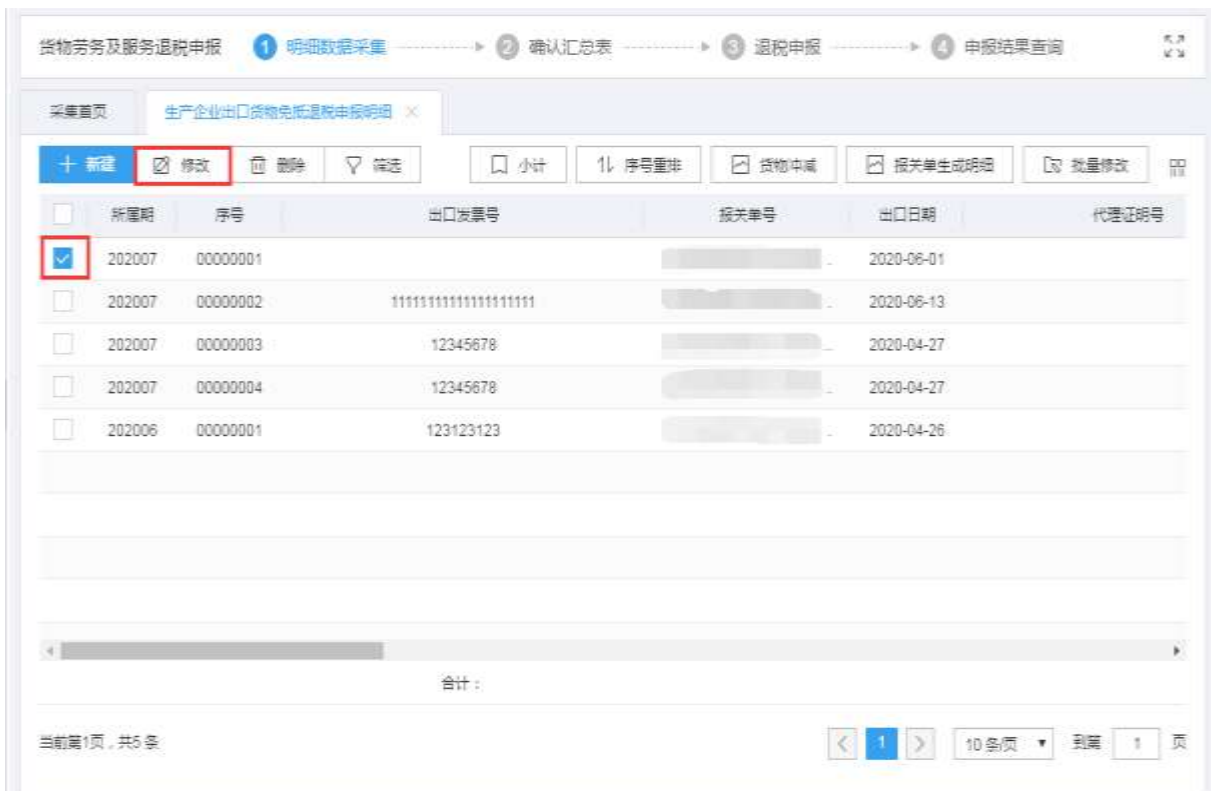 货物劳务及服务退税申报 1 明细数据采集 2 确认汇总表 3 退税申报 4 申报结果查询
采集首页 生产企业出口货物免抵退税申报明细 ×
新建 修改 删除 筛选 小计 序号重排 货物冲减 报关单生成明细 批量修改
所属期 序号 出口发票号 报关单号 出口日期 代理证明号
202007 00000001 2020-06-01
202007 00000002 11111111111111111111 2020-06-13
202007 00000003 12345678 2020-04-27
202007 00000004 12345678 2020-04-27
202006 00000001 123123123 2020-04-26
合计：
当前第1页，共5条 < 1 > 10条/页 到第 1 页